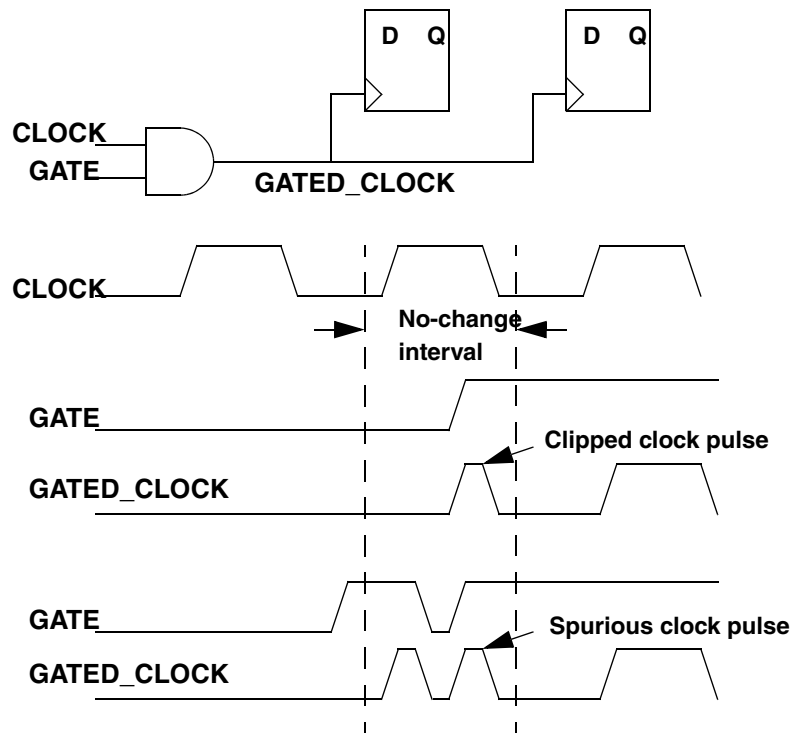 D Q
D Q
CLOCK
GATE
GATED_CLOCK
CLOCK
No-change
interval
GATE
Clipped clock pulse
GATED_CLOCK
GATE
Spurious clock pulse
GATED_CLOCK